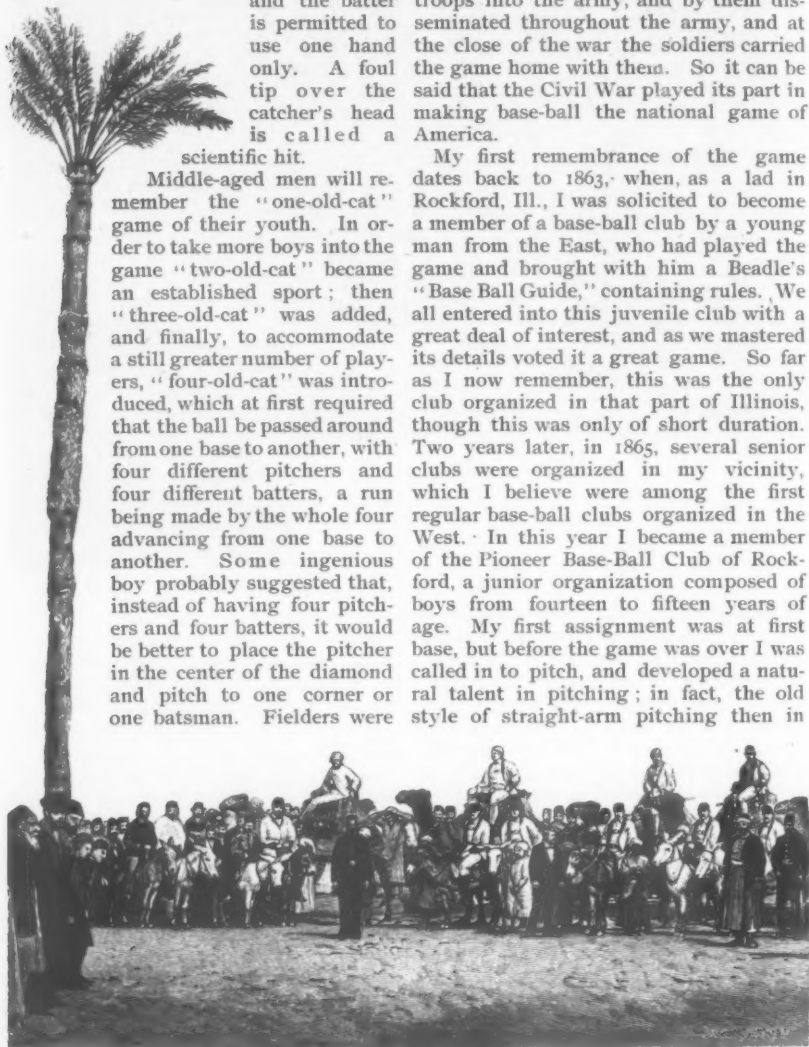 and the batter
is permitted to
use one hand
only. A foul
tip over the
catcher's head
is called a
scientific hit.
Middle-aged men will re-
member the "one-old-cat"
game of their youth. In or-
der to take more boys into the
game "two-old-cat" became
an established sport; then
"three-old-cat" was added,
and finally, to accommodate
a still greater number of play-
ers, "four-old-cat" was intro-
duced, which at first required
that the ball be passed around
from one base to another, with
four different pitchers and
four different batters, a run
being made by the whole four
advancing from one base to
another. Some ingenious
boy probably suggested that,
instead of having four pitch-
ers and four batters, it would
be better to place the pitcher
in the center of the diamond
and pitch to one corner or
one batsman. Fielders were
troops into the army, and by them dis-
seminated throughout the army, and at
the close of the war the soldiers carried
the game home with them. So it can be
said that the Civil War played its part in
making base-ball the national game of
America.
My first remembrance of the game
dates back to 1863, when, as a lad in
Rockford, Ill., I was solicited to become
a member of a base-ball club by a young
man from the East, who had played the
game and brought with him a Beadle's
"Base Ball Guide," containing rules. We
all entered into this juvenile club with a
great deal of interest, and as we mastered
its details voted it a great game. So far
as I now remember, this was the only
club organized in that part of Illinois,
though this was only of short duration.
Two years later, in 1865, several senior
clubs were organized in my vicinity,
which I believe were among the first
regular base-ball clubs organized in the
West. In this year I became a member
of the Pioneer Base-Ball Club of Rock-
ford, a junior organization composed of
boys from fourteen to fifteen years of
age. My first assignment was at first
base, but before the game was over I was
called in to pitch, and developed a natu-
ral talent in pitching; in fact, the old
style of straight-arm pitching then in